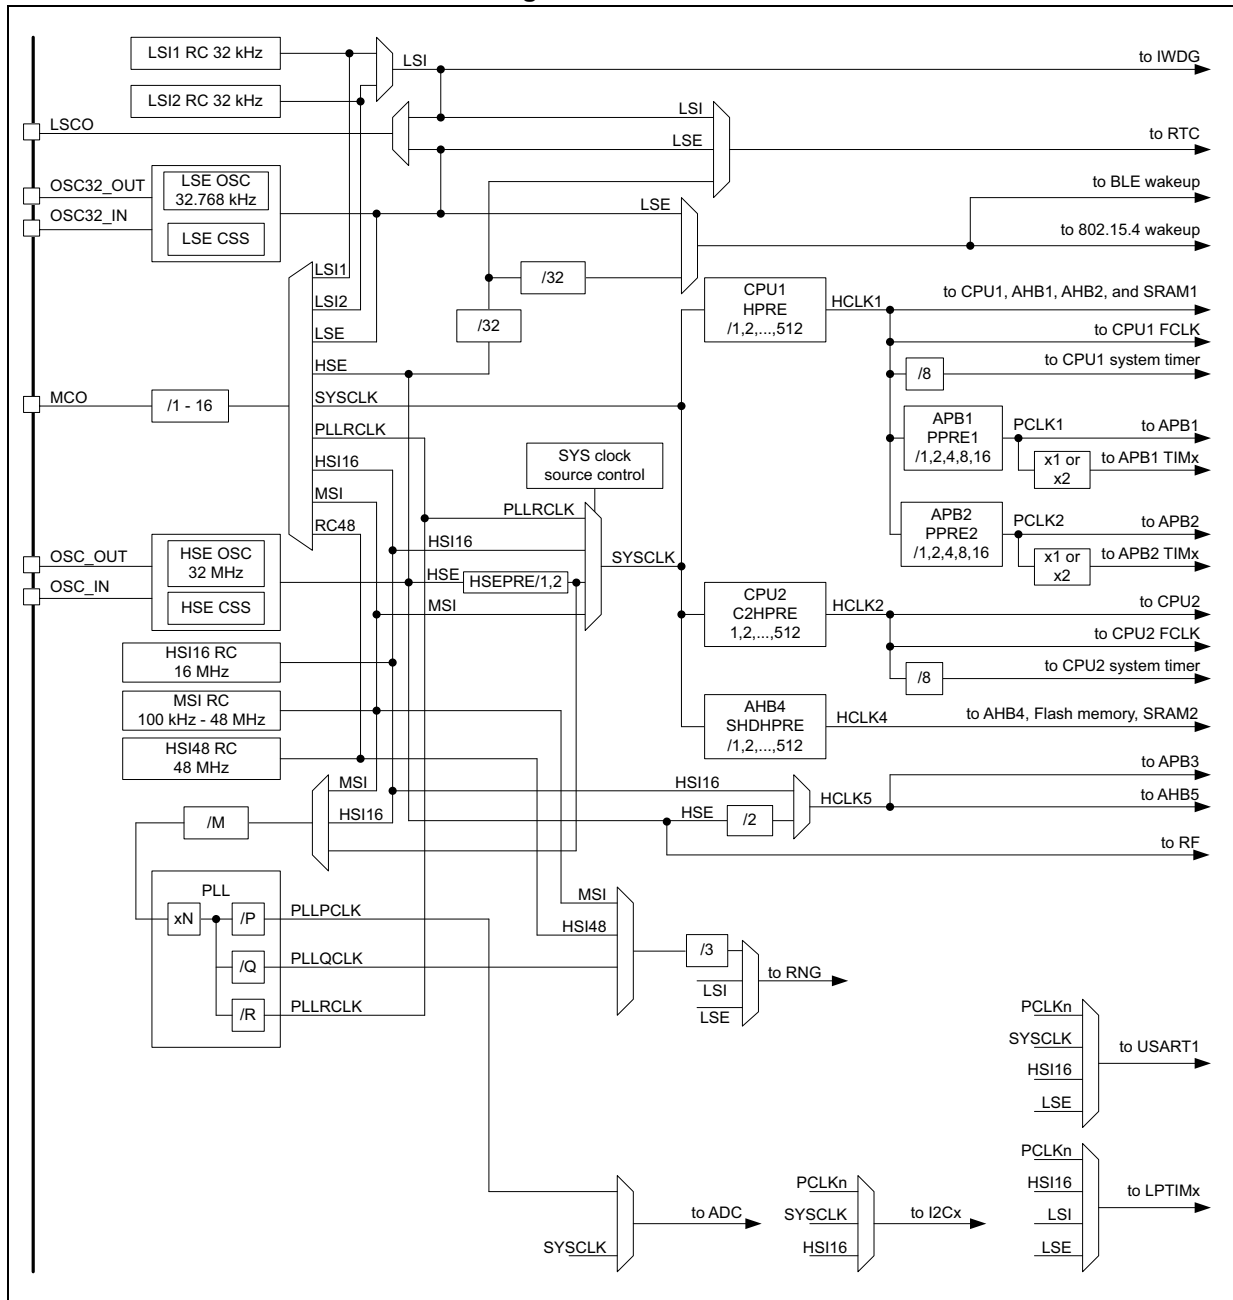 LSI1 RC 32 kHz
LSI
to IWDG
LSI2 RC 32 kHz
LSCO
LSI
LSE
to RTC
OSC32_OUT
OSC32_IN
LSE OSC
32.768 kHz
LSE CSS
to BLE wakeup
LSE
to 802.15.4 wakeup
/32
/32
LSI1
LSI2
LSE
HSE
SYSCLK
PLLRCLK
HSI16
MSI
RC48
MCO
/1 - 16
CPU1
HPRE
/1,2,...,512
HCLK1
to CPU1, AHB1, AHB2, and SRAM1
to CPU1 FCLK
to CPU1 system timer
/8
APB1
PPRE1
/1,2,4,8,16
PCLK1
to APB1
x1 or
x2
to APB1 TIMx
APB2
PPRE2
/1,2,4,8,16
PCLK2
to APB2
x1 or
x2
to APB2 TIMx
SYS clock
source control
PLLRCLK
HSI16
HSE
HSEPRE/1,2
MSI
SYSCLK
OSC_OUT
OSC_IN
HSE OSC
32 MHz
HSE CSS
CPU2
C2HPRE
1,2,...,512
HCLK2
to CPU2
to CPU2 FCLK
/8
to CPU2 system timer
HSI16 RC
16 MHz
MSI RC
100 kHz - 48 MHz
HSI48 RC
48 MHz
AHB4
SHDHPRE
/1,2,...,512
HCLK4
to AHB4, Flash memory, SRAM2
MSI
HSI16
/M
HSI16
HSE
/2
HCLK5
to APB3
to AHB5
to RF
PLL
xN
/P
/Q
/R
PLLPCLK
PLLQCLK
PLLRCLK
MSI
HSI48
/3
LSI
LSE
to RNG
PCLKn
SYSCLK
HSI16
LSE
to USART1
PCLKn
HSI16
LSI
LSE
to LPTIMx
SYSCLK
to ADC
PCLKn
SYSCLK
HSI16
to I2Cx